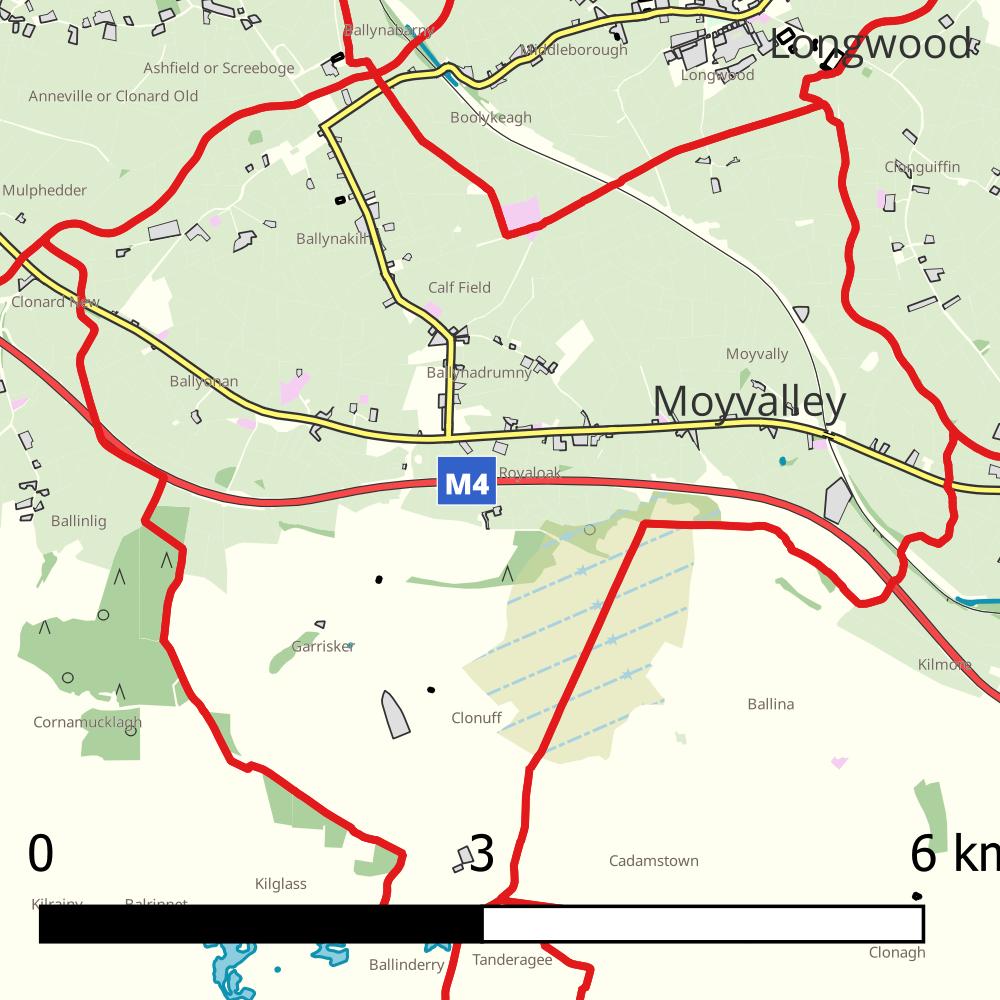 Ballynabarny
Middleborough
Longwood
Ashfield or Screeboge
Longwood
Anneville or Clonard Old
Boolykeagh
Clonguiffin
Mulphedder
Ballynakill
Calf Field
Clonard New
Moyvally
Ballynadrumny
Ballyonan
Moyvalley
Royaloak
M4
Ballinlig
Garrisker
Kilmore
Ballina
Clonuff
Cornamucklagh
0
3
6 km
Cadamstown
Kilglass
Kilrainy
Balrinnet
Clonagh
Tanderagee
Ballinderry